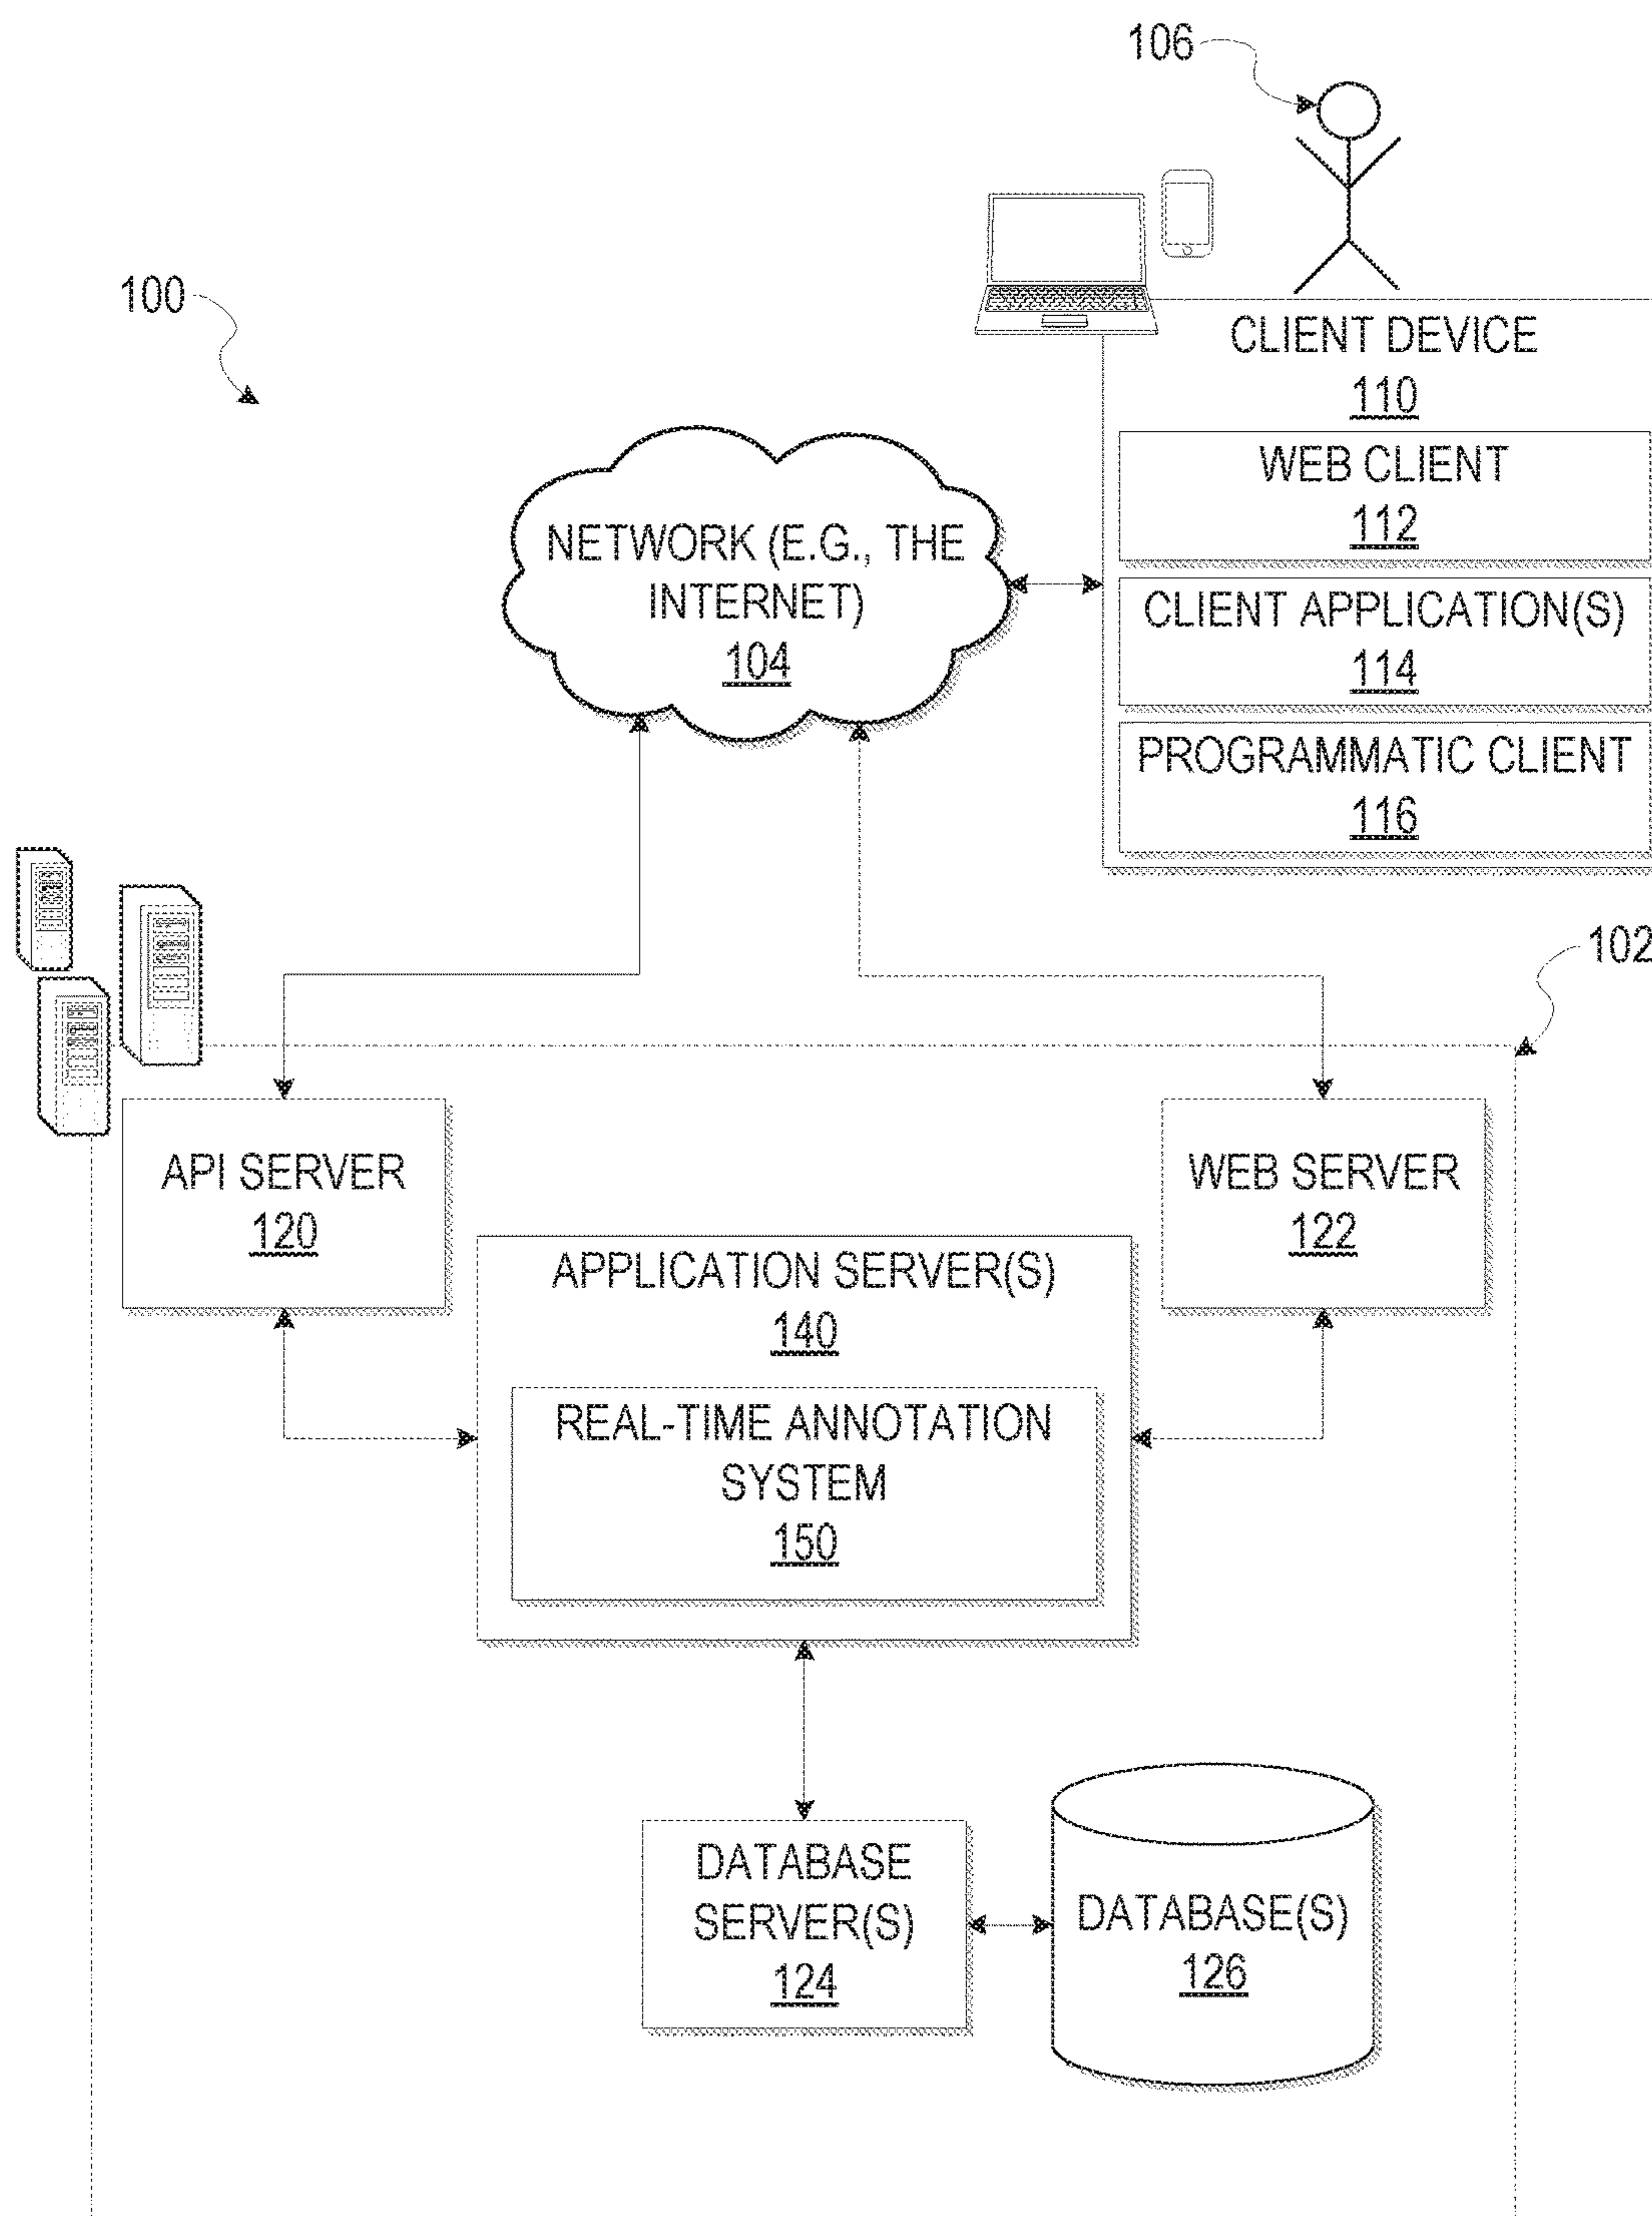 106
100
CLIENT DEVICE
110
WEB CLIENT
112
NETWORK (E.G., THE
INTERNET)
104
CLIENT APPLICATION(S)
114
PROGRAMMATIC CLIENT
116
102
API SERVER
120
WEB SERVER
122
APPLICATION SERVER(S)
140
REAL-TIME ANNOTATION
SYSTEM
150
DATABASE
SERVER(S)
124
DATABASE(S)
126